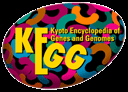 KEGG
Kyoto Encyclopedia of
Genes and Genomes